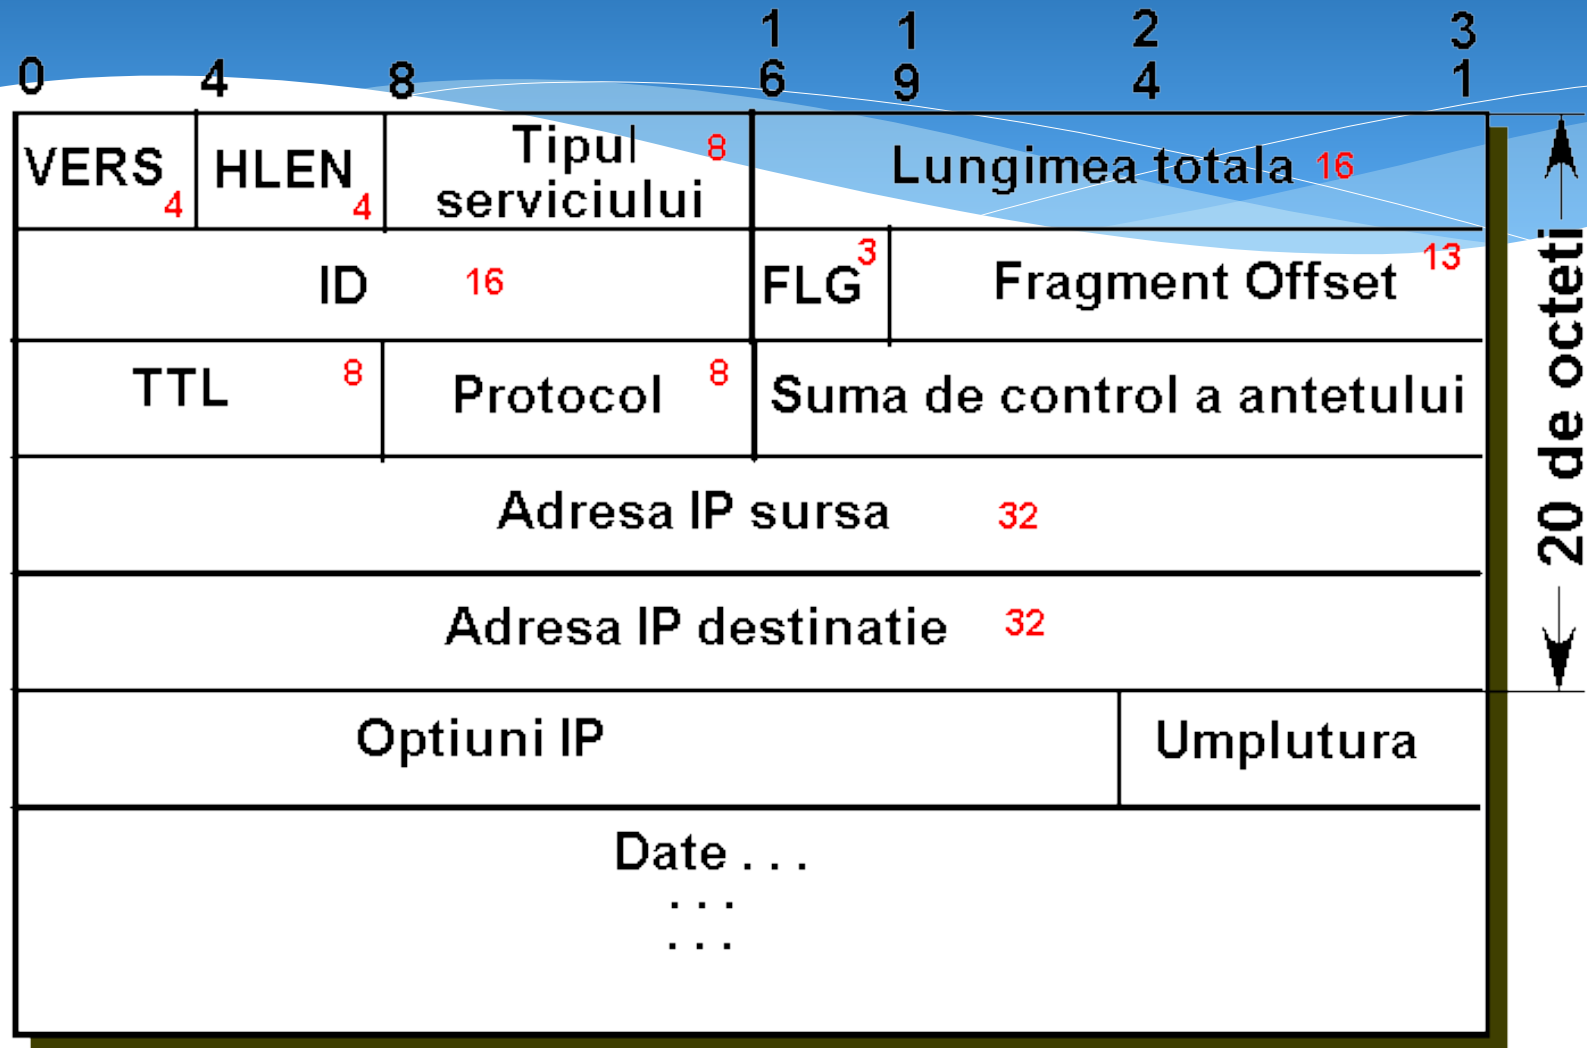 0 4 8 16 19 24 31
VERS 4 HLEN 4 Tipul serviciului 8 Lungimea totala 16
ID 16 FLG 3 Fragment Offset 13
TTL 8 Protocol 8 Suma de control a antetului
Adresa IP sursa 32
Adresa IP destinatie 32
Optiuni IP Umplutura
Date . . .
. . .
. . .
20 de octeti